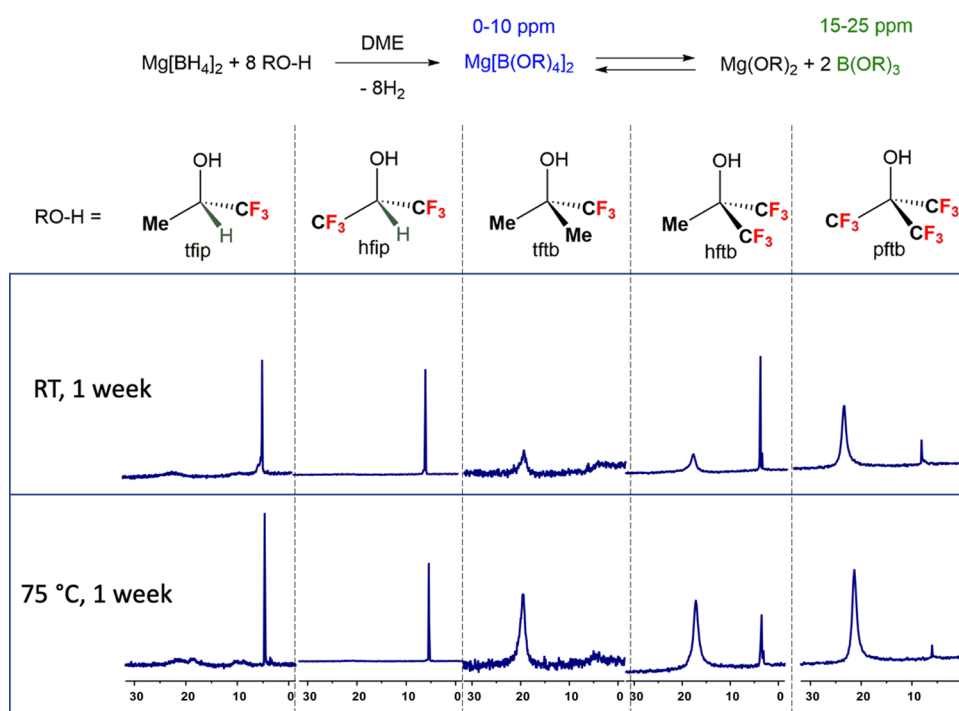 0-10 ppm 15-25 ppm
Mg[BH4]2 + 8 RO-H DME - 8H2 Mg[B(OR)4]2 Mg(OR)2 + 2 B(OR)3
OH OH OH OH OH
RO-H = Me CF3 H CF3 CF3 H Me CF3 Me Me CF3 CF3 CF3 CF3 CF3
tfip hfip tftb hftb pftb
RT, 1 week
75 °C, 1 week
30 20 10 0 30 20 10 0 30 20 10 0 30 20 10 0 30 20 10 0